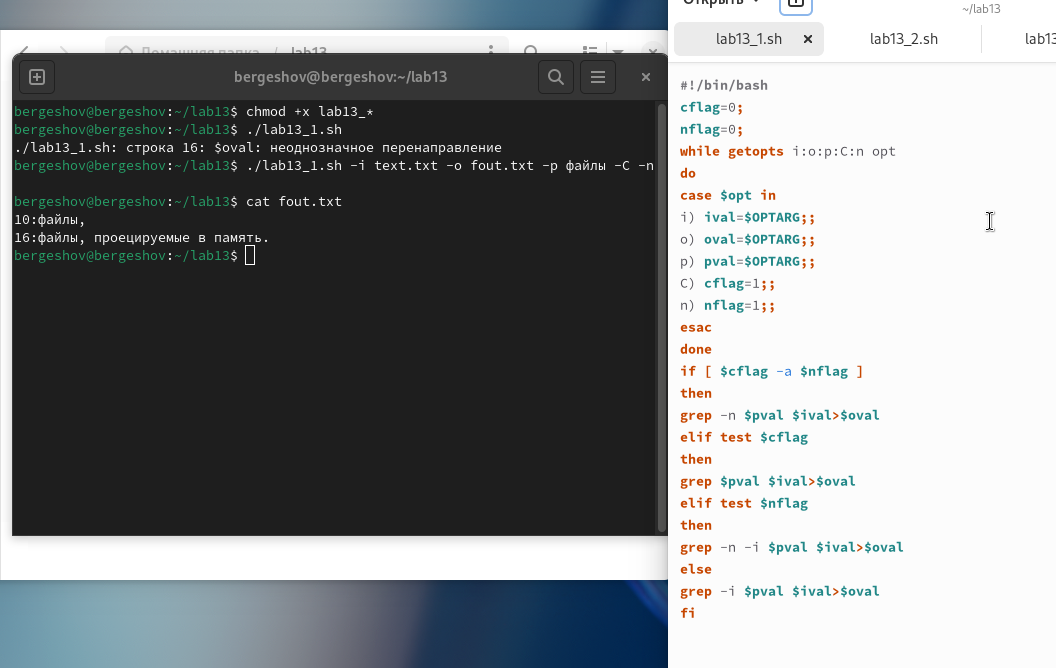 Открыть
~/lab13
Домашняя папка / lab13
bergeshov@bergeshov:~/lab13
bergeshov@bergeshov:~/lab13$ chmod +x lab13_*
bergeshov@bergeshov:~/lab13$ ./lab13_1.sh
./lab13_1.sh: строка 16: $oval: неоднозначное перенаправление
bergeshov@bergeshov:~/lab13$ ./lab13_1.sh -i text.txt -o fout.txt -p файлы -C -n
bergeshov@bergeshov:~/lab13$ cat fout.txt
10:файлы,
16:файлы, проецируемые в память.
bergeshov@bergeshov:~/lab13$
lab13_1.sh
lab13_2.sh
#!/bin/bash
cflag=0;
nflag=0;
while getopts i:o:p:C:n opt
do
case $opt in
i) ival=$OPTARG;;
o) oval=$OPTARG;;
p) pval=$OPTARG;;
C) cflag=1;;
n) nflag=1;;
esac
done
if [ $cflag -a $nflag ]
then
grep -n $pval $ival>$oval
elif test $cflag
then
grep $pval $ival>$oval
elif test $nflag
then
grep -n -i $pval $ival>$oval
else
grep -i $pval $ival>$oval
fi